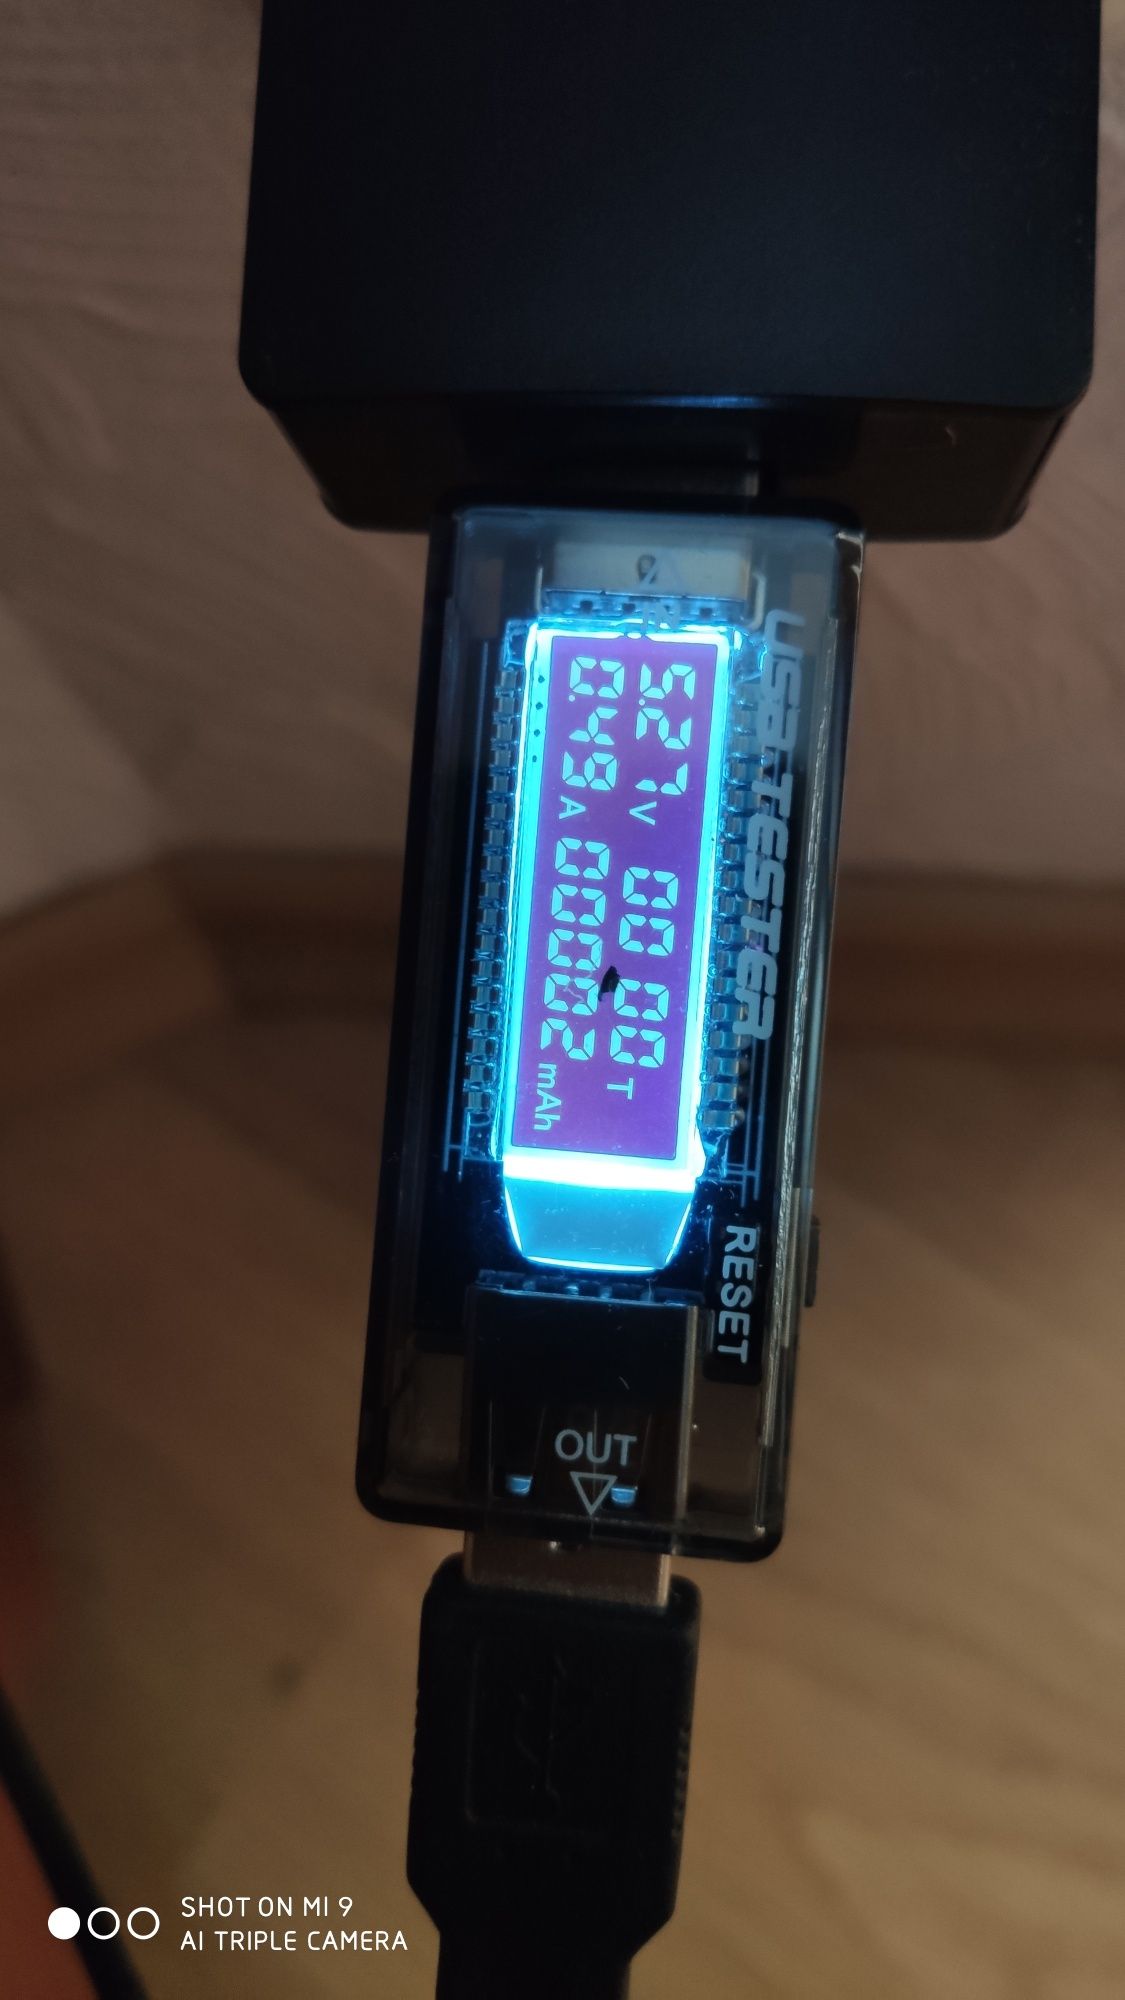 USB TESTER
5.27 V 00 00 T
0.49 A 00002 mAh
RESET
OUT
SHOT ON MI 9
AI TRIPLE CAMERA